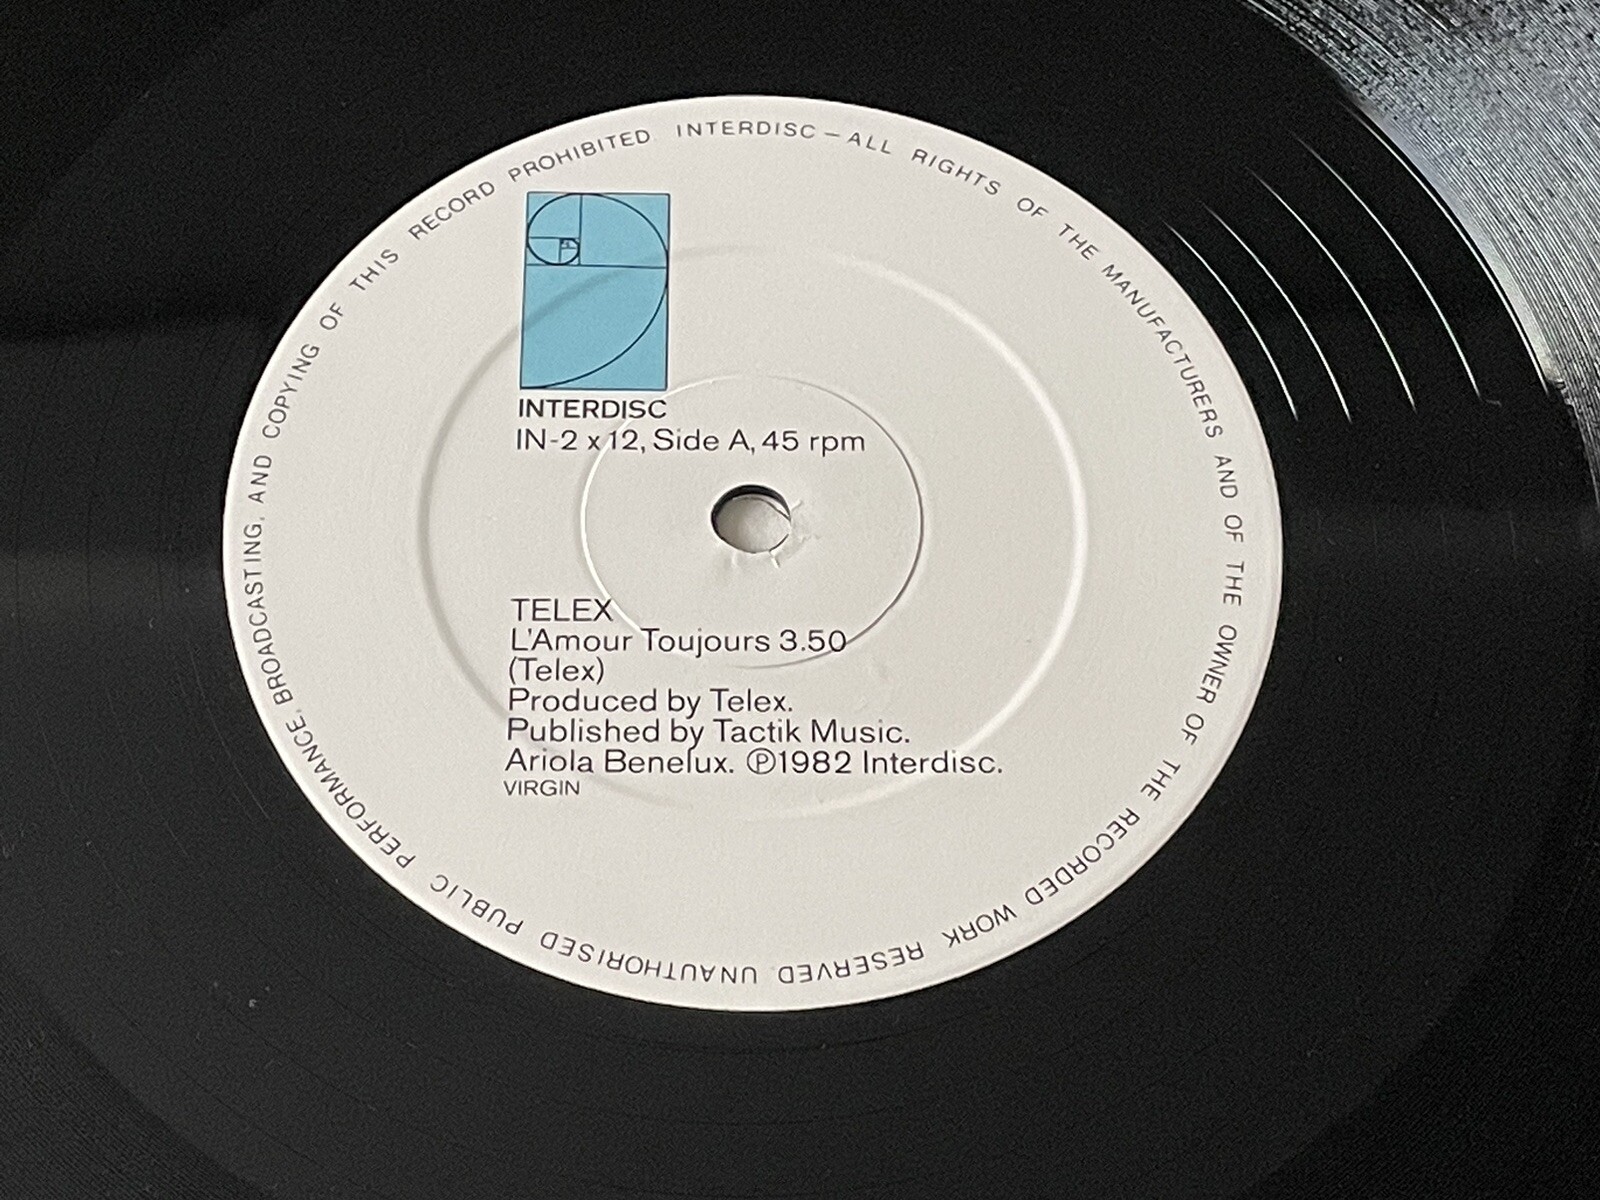 INTERDISC — ALL RIGHTS OF THE MANUFACTURERS AND OF THE OWNER OF THE RECORDED WORK RESERVED. UNAUTHORISED PUBLIC PERFORMANCE, BROADCASTING, AND COPYING OF THIS RECORD PROHIBITED.
INTERDISC
IN-2 x 12, Side A, 45 rpm
TELEX
L'Amour Toujours 3.50
(Telex)
Produced by Telex.
Published by Tactik Music.
Ariola Benelux. ℗1982 Interdisc.
VIRGIN